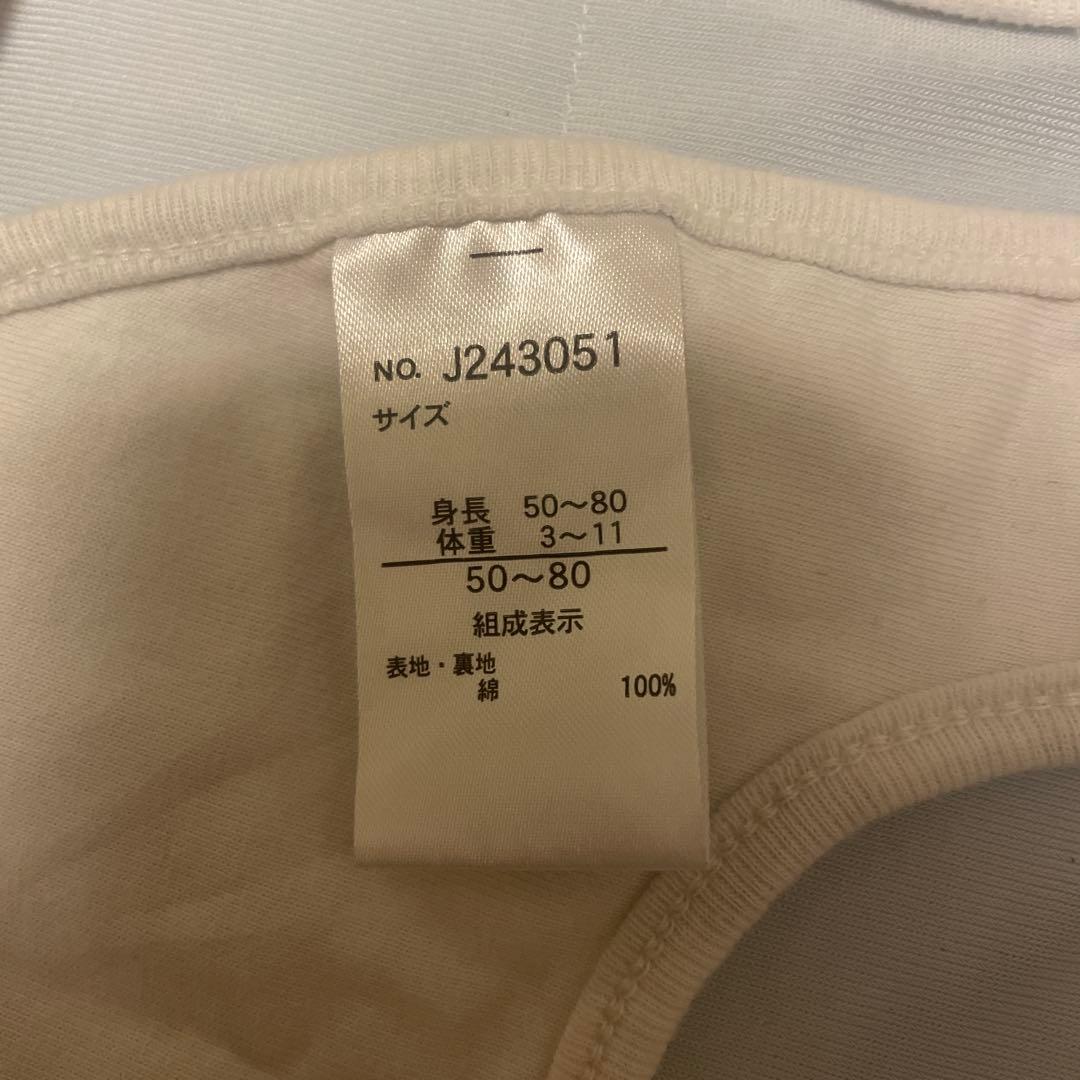 NO. J243051
サイズ
身長 50〜80
体重 3〜11
50〜80
組成表示
表地・裏地
綿 100%